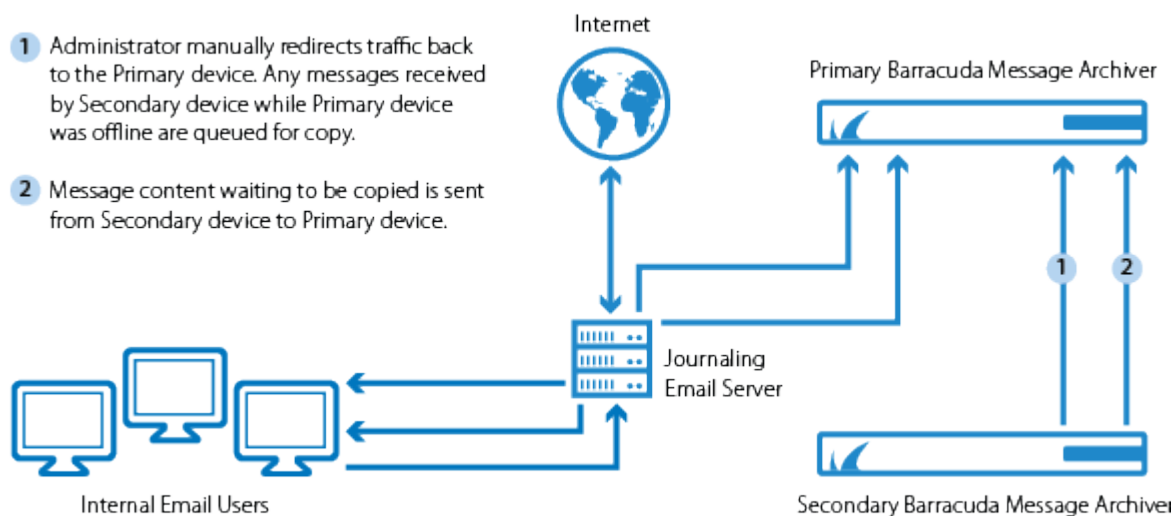 1 Administrator manually redirects traffic back
to the Primary device. Any messages received
by Secondary device while Primary device
was offline are queued for copy.
2 Message content waiting to be copied is sent
from Secondary device to Primary device.
Internet
Primary Barracuda Message Archiver
1
2
Journaling
Email Server
Internal Email Users
Secondary Barracuda Message Archiver